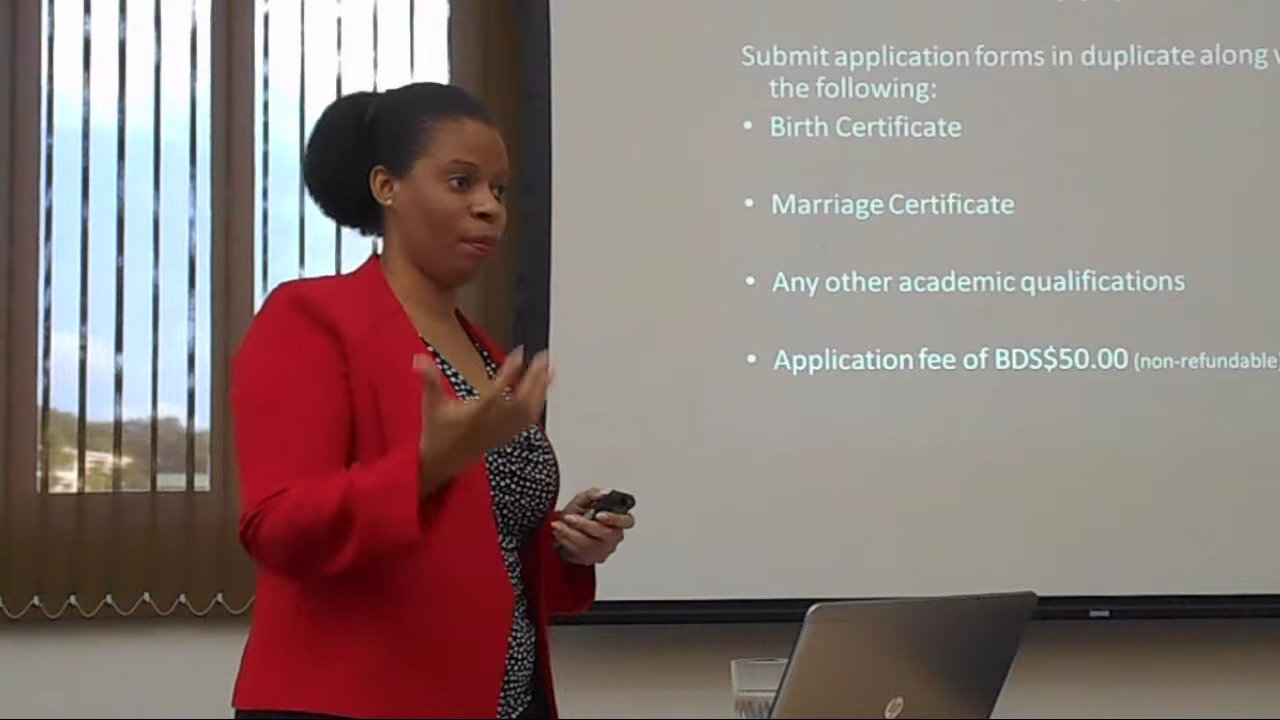 Submit application forms in duplicate along
the following:
• Birth Certificate
• Marriage Certificate
• Any other academic qualifications
• Application fee of BDS$50.00 (non-refundable)
hp